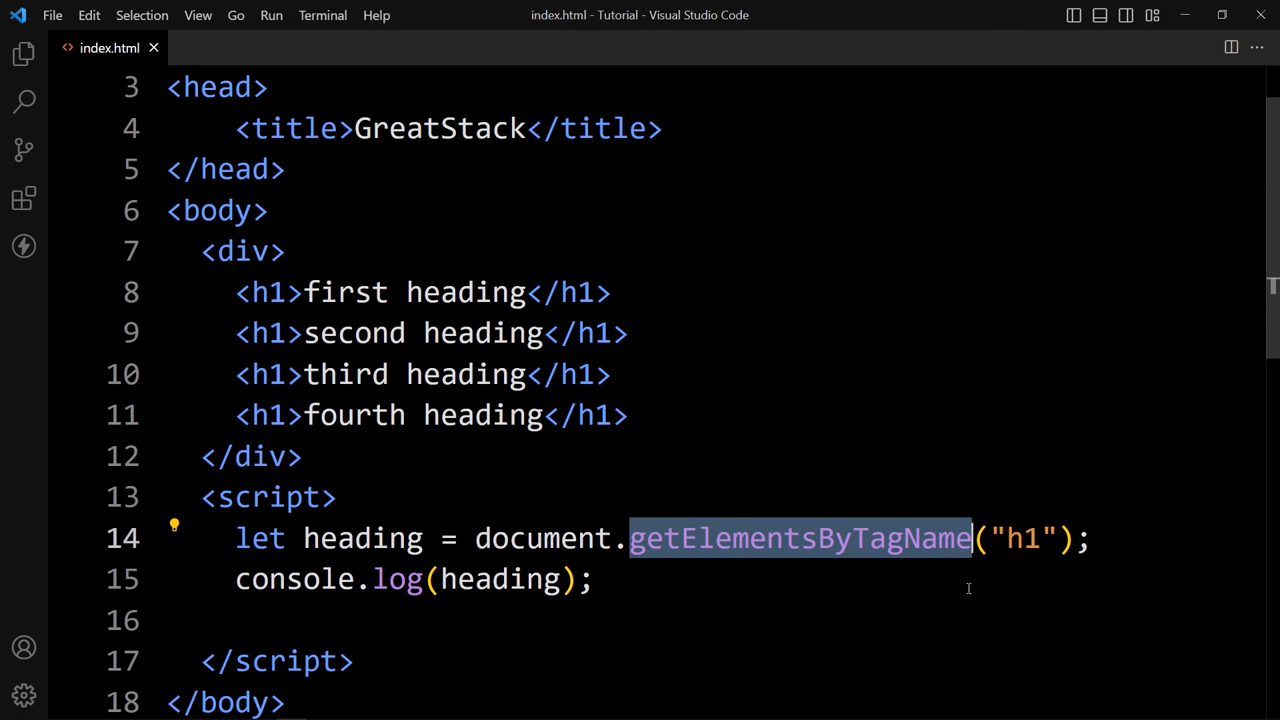 File Edit Selection View Go Run Terminal Help index.html - Tutorial - Visual Studio Code
<> index.html
3 <head>
4 <title>GreatStack</title>
5 </head>
6 <body>
7 <div>
8 <h1>first heading</h1>
9 <h1>second heading</h1>
10 <h1>third heading</h1>
11 <h1>fourth heading</h1>
12 </div>
13 <script>
14 let heading = document.getElementsByTagName("h1");
15 console.log(heading);
16
17 </script>
18 </body>